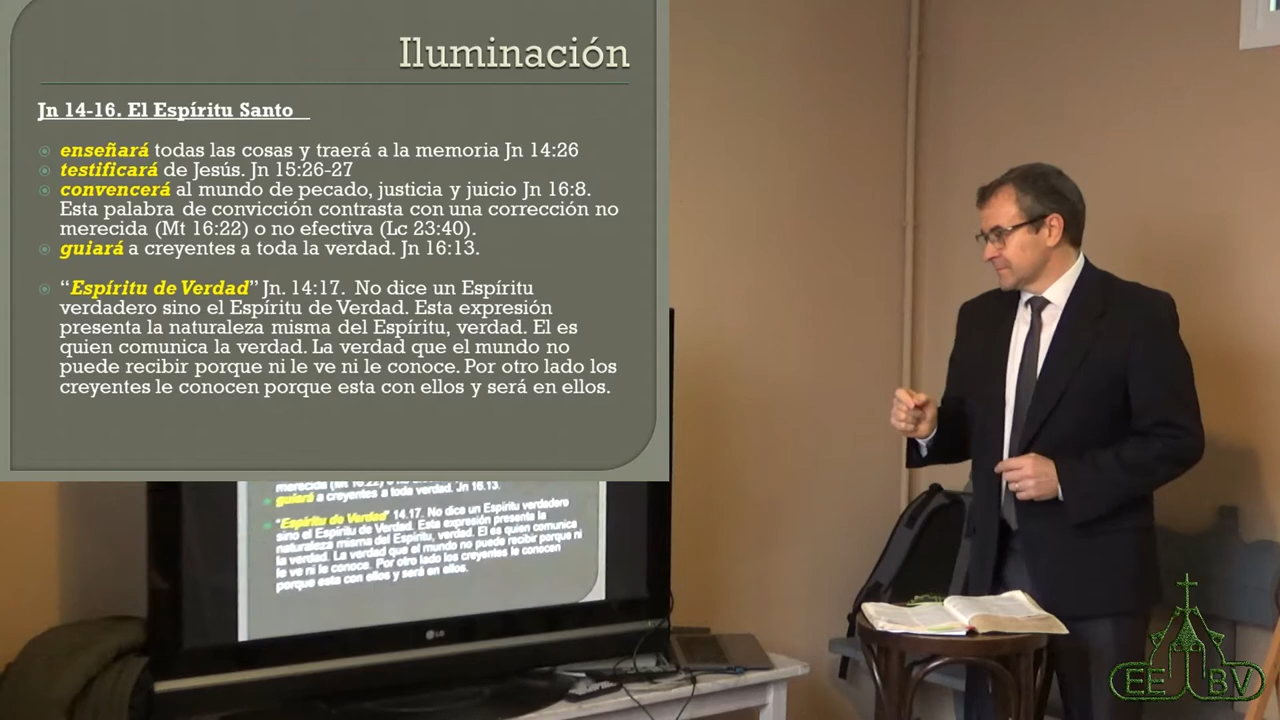 Iluminación
Jn 14-16. El Espíritu Santo
enseñará todas las cosas y traerá a la memoria Jn 14:26
testificará de Jesús. Jn 15:26-27
convencerá al mundo de pecado, justicia y juicio Jn 16:8.
Esta palabra de convicción contrasta con una corrección no
merecida (Mt 16:22) o no efectiva (Lc 23:40).
guiará a creyentes a toda la verdad. Jn 16:13.
“Espíritu de Verdad” Jn. 14:17. No dice un Espíritu
verdadero sino el Espíritu de Verdad. Esta expresión
presenta la naturaleza misma del Espíritu, verdad. El es
quien comunica la verdad. La verdad que el mundo no
puede recibir porque ni le ve ni le conoce. Por otro lado los
creyentes le conocen porque esta con ellos y será en ellos.
merecida (Mt 16:22) o no
guiará a creyentes a toda verdad. Jn 16.13.
“Espíritu de Verdad” 14.17. No dice un Espíritu verdadero
sino el Espíritu de Verdad. Esta expresión presenta la
naturaleza misma del Espíritu, verdad. El es quien comunica
la verdad. La verdad que el mundo no puede recibir porque ni
le ve ni le conoce. Por otro lado los creyentes le conocen
porque esta con ellos y será en ellos.
LG
EE BV